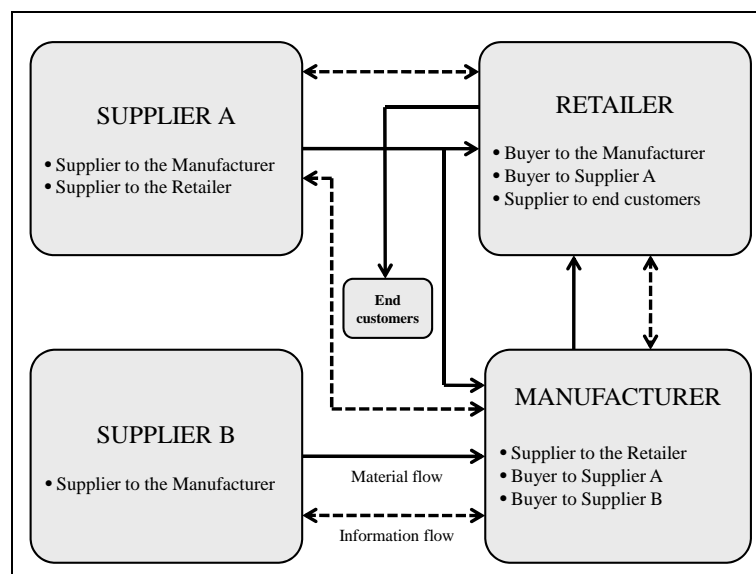 SUPPLIER A
• Supplier to the Manufacturer
• Supplier to the Retailer
RETAILER
• Buyer to the Manufacturer
• Buyer to Supplier A
• Supplier to end customers
End
customers
SUPPLIER B
• Supplier to the Manufacturer
MANUFACTURER
• Supplier to the Retailer
• Buyer to Supplier A
• Buyer to Supplier B
Material flow
Information flow